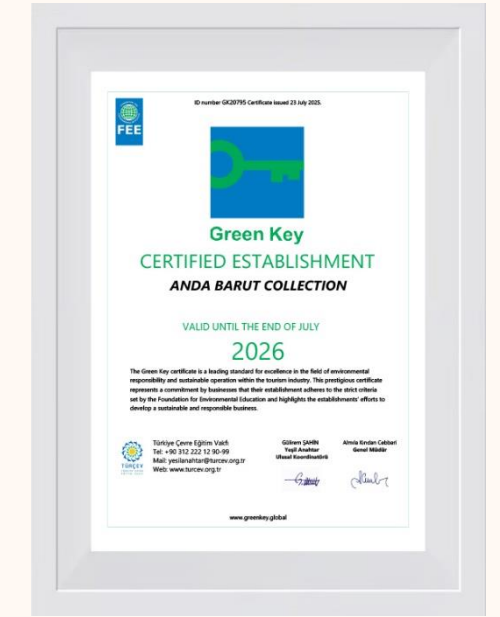 ID number GK20795 Certificate issued 23 July 2025.
FEE
Green Key
CERTIFIED ESTABLISHMENT
ANDA BARUT COLLECTION
VALID UNTIL THE END OF JULY
2026
The Green Key certificate is a leading standard for excellence in the field of environmental
responsibility and sustainable operation within the tourism industry. This prestigious certificate
represents a commitment by businesses that their establishment adheres to the strict criteria
set by the Foundation for Environmental Education and highlights the establishments' efforts to
develop a sustainable and responsible business.
TÜRÇEV
Türkiye Çevre Eğitim Vakfı
Tel: +90 312 222 12 90-99
Mail: yesilanahtar@turcev.org.tr
Web: www.turcev.org.tr
Gülirem ŞAHİN
Yeşil Anahtar
Ulusal Koordinatörü
Almıla Kından Cebbari
Genel Müdür
www.greenkey.global